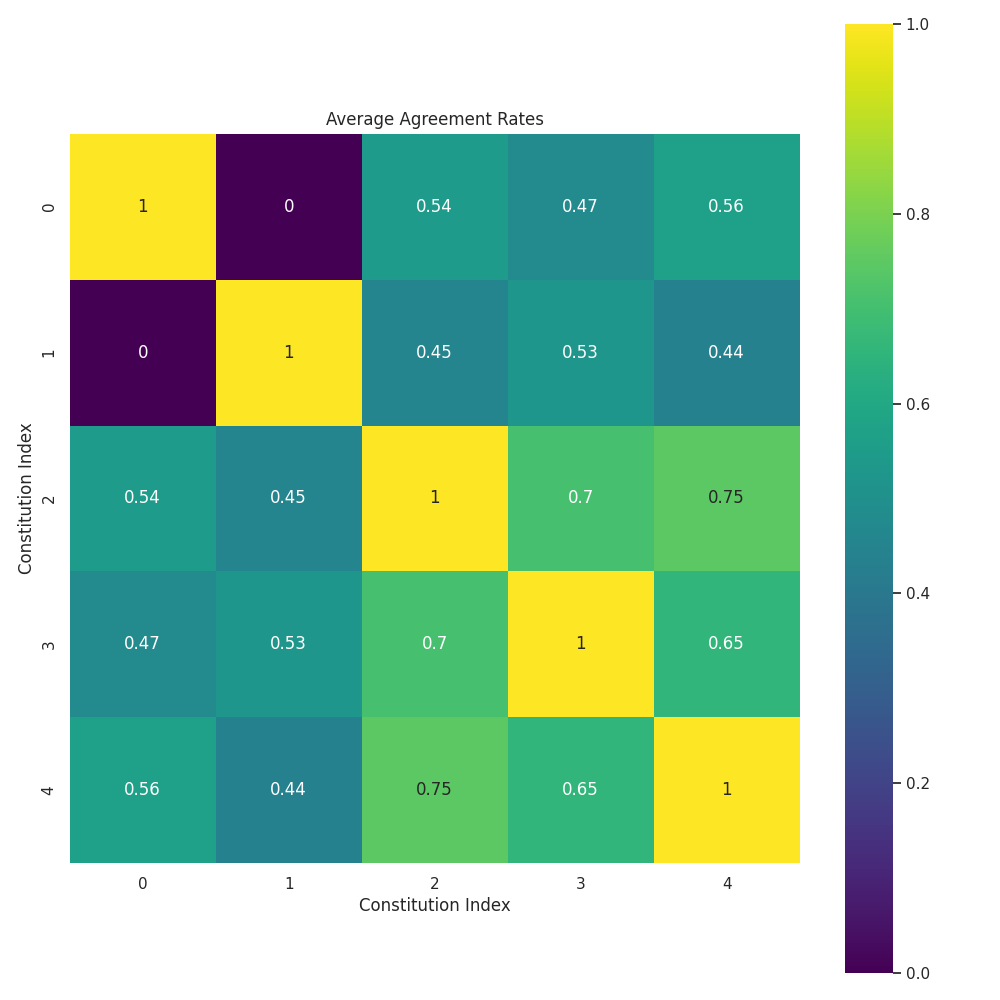 Average Agreement Rates
1.0
0 1 0 0.54 0.47 0.56
0.8
1 0 1 0.45 0.53 0.44
0.6
Constitution Index
2 0.54 0.45 1 0.7 0.75
0.4
3 0.47 0.53 0.7 1 0.65
0.2
4 0.56 0.44 0.75 0.65 1
0 1 2 3 4
Constitution Index
0.0